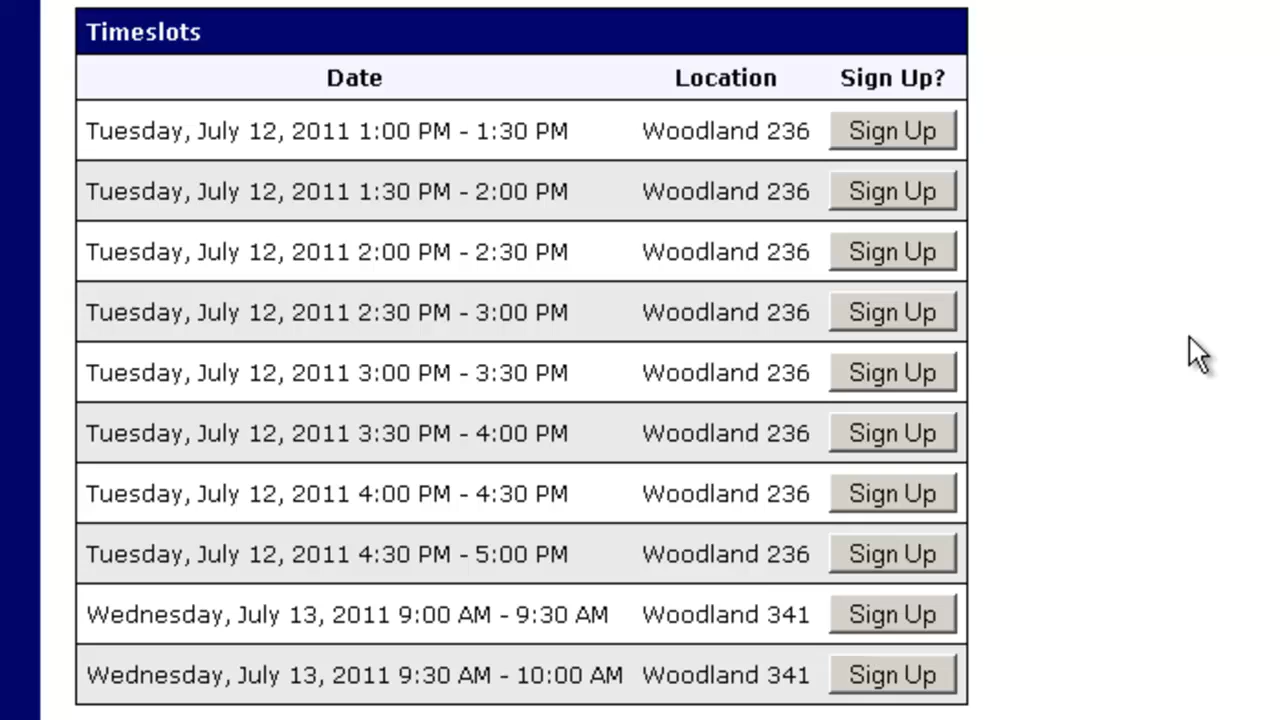 Timeslots
Date Location Sign Up?
Tuesday, July 12, 2011 1:00 PM - 1:30 PM Woodland 236 Sign Up
Tuesday, July 12, 2011 1:30 PM - 2:00 PM Woodland 236 Sign Up
Tuesday, July 12, 2011 2:00 PM - 2:30 PM Woodland 236 Sign Up
Tuesday, July 12, 2011 2:30 PM - 3:00 PM Woodland 236 Sign Up
Tuesday, July 12, 2011 3:00 PM - 3:30 PM Woodland 236 Sign Up
Tuesday, July 12, 2011 3:30 PM - 4:00 PM Woodland 236 Sign Up
Tuesday, July 12, 2011 4:00 PM - 4:30 PM Woodland 236 Sign Up
Tuesday, July 12, 2011 4:30 PM - 5:00 PM Woodland 236 Sign Up
Wednesday, July 13, 2011 9:00 AM - 9:30 AM Woodland 341 Sign Up
Wednesday, July 13, 2011 9:30 AM - 10:00 AM Woodland 341 Sign Up